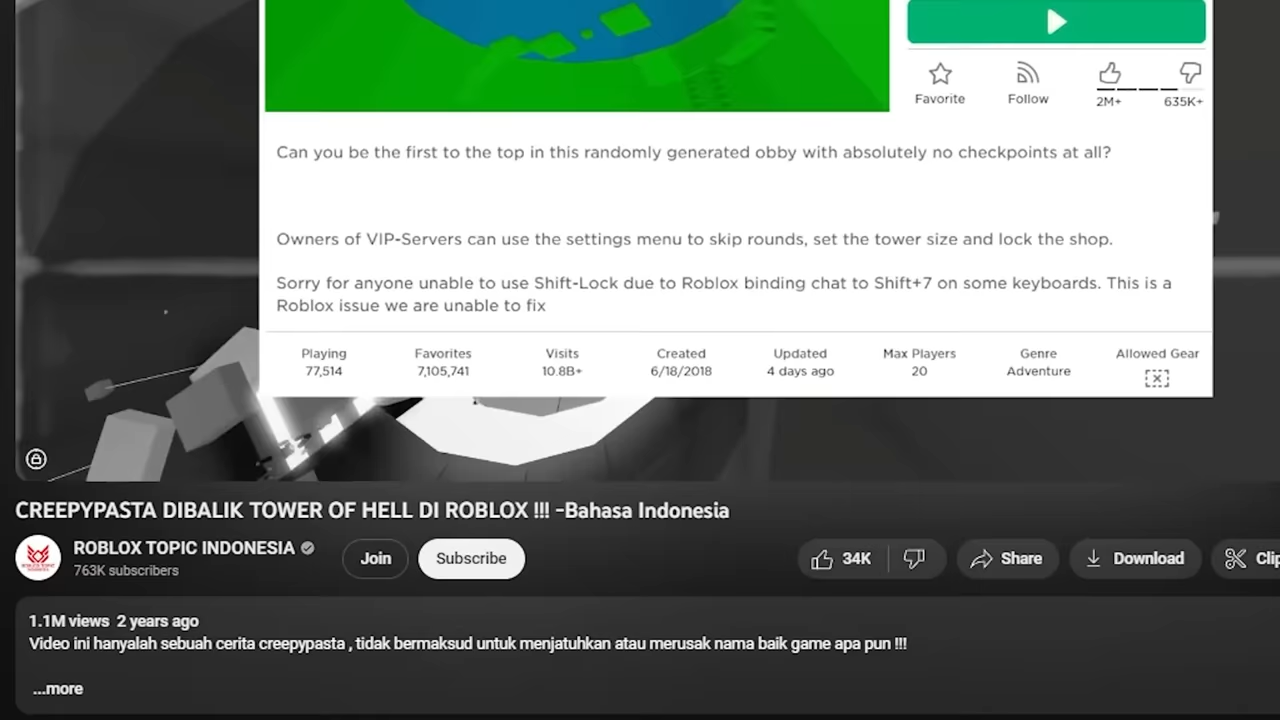 Favorite
Follow
2M+
635K+
Can you be the first to the top in this randomly generated obby with absolutely no checkpoints at all?
Owners of VIP-Servers can use the settings menu to skip rounds, set the tower size and lock the shop.
Sorry for anyone unable to use Shift-Lock due to Roblox binding chat to Shift+7 on some keyboards. This is a
Roblox issue we are unable to fix
Playing Favorites Visits Created Updated Max Players Genre Allowed Gear
77,514 7,105,741 10.8B+ 6/18/2018 4 days ago 20 Adventure
CREEPYPASTA DIBALIK TOWER OF HELL DI ROBLOX !!! -Bahasa Indonesia
ROBLOX TOPIC INDONESIA
763K subscribers
Join
Subscribe
34K
Share
Download
Clip
1.1M views 2 years ago
Video ini hanyalah sebuah cerita creepypasta , tidak bermaksud untuk menjatuhkan atau merusak nama baik game apa pun !!!
...more